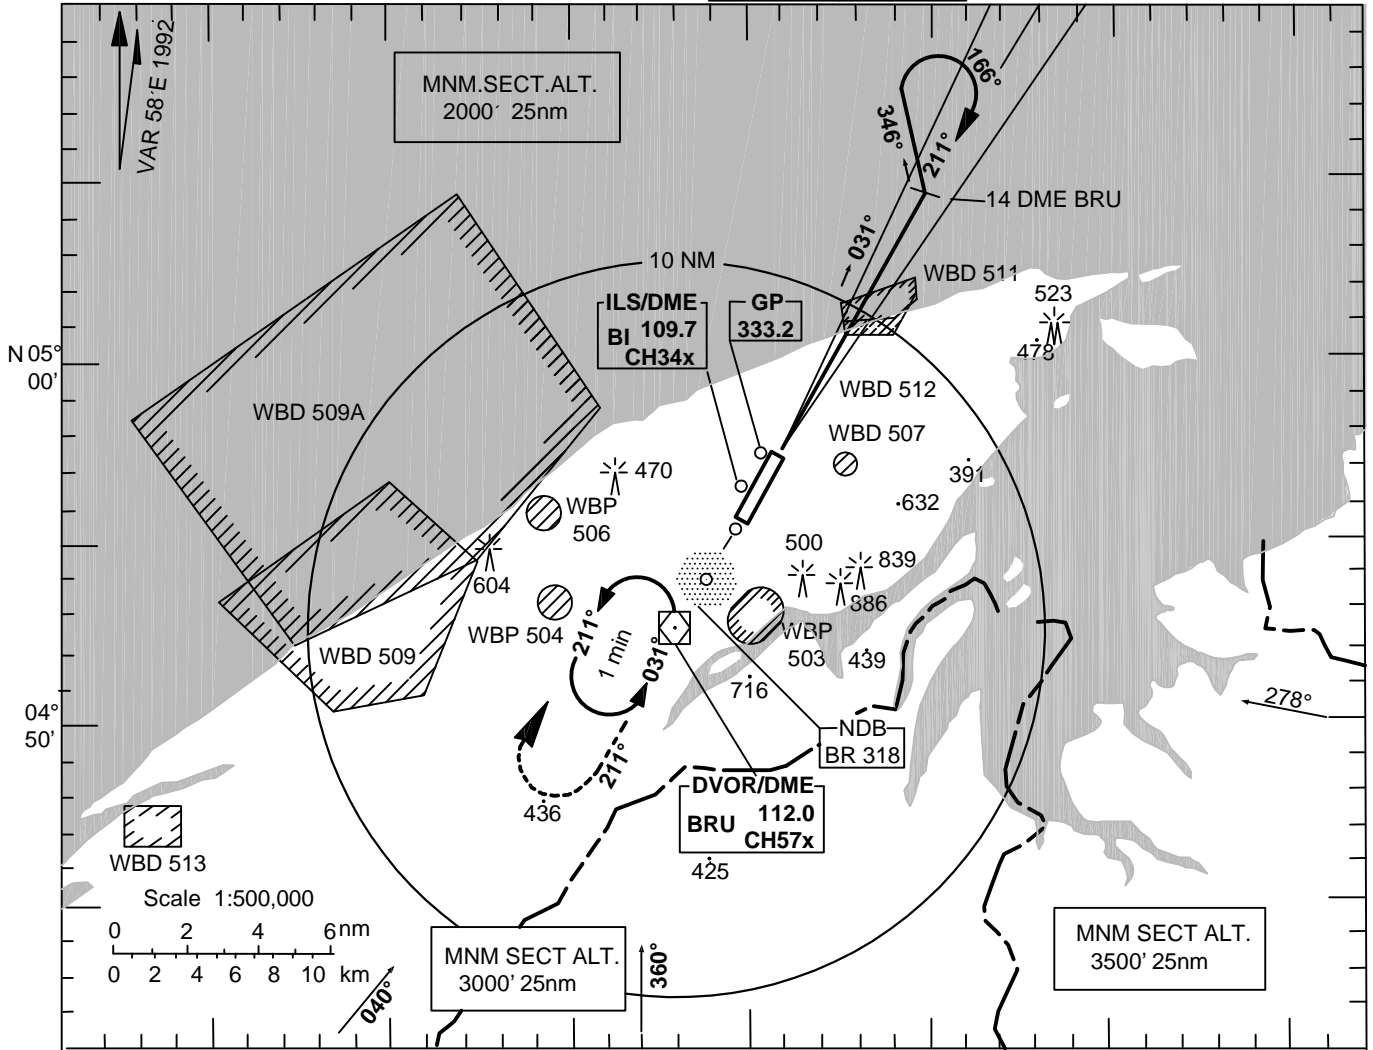 VAR 58´E 1992
MNM.SECT.ALT.
2000´ 25nm
166°
346°
211°
14 DME BRU
031°
10 NM
WBD 511
ILS/DME
BI 109.7
CH34x
GP
333.2
523
478
N 05°
00'
WBD 509A
WBD 512
WBD 507
470
391
WBP
506
632
500
839
604
886
WBP 504
211°
1 min
031°
WBP
503
WBD 509
439
716
278°
04°
50'
NDB
BR 318
211°
DVOR/DME
BRU 112.0
CH57x
436
WBD 513
425
Scale 1:500,000
0 2 4 6nm
0 2 4 6 8 10 km
040°
MNM SECT ALT.
3000' 25nm
360°
MNM SECT ALT.
3500' 25nm